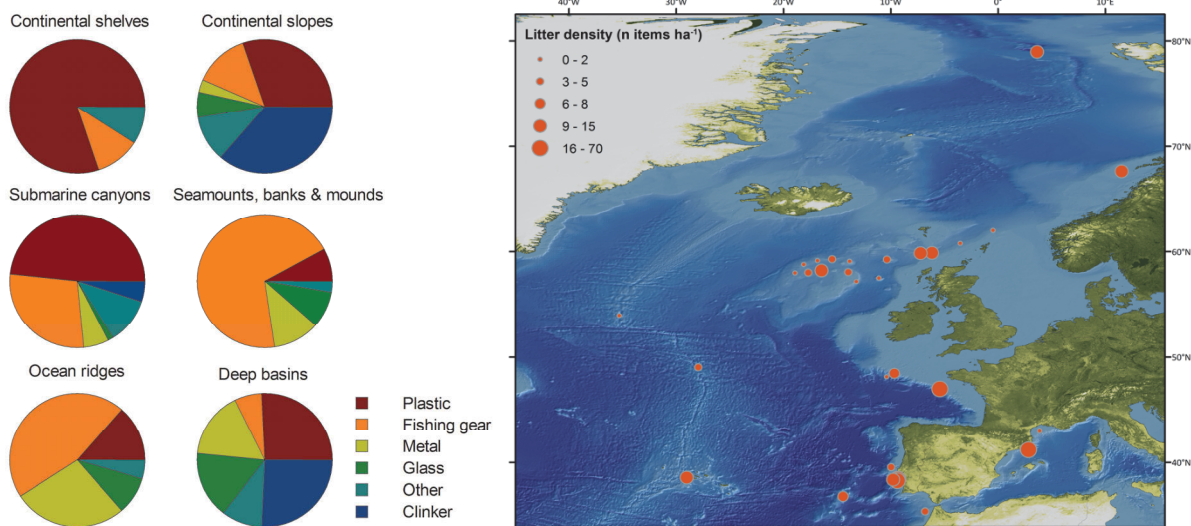 Continental shelves
Continental slopes
Submarine canyons
Seamounts, banks & mounds
Ocean ridges
Deep basins
Plastic
Fishing gear
Metal
Glass
Other
Clinker
40°W
20°W
10°W
0°
10°E
Litter density (n items ha⁻¹)
0 - 2
3 - 5
6 - 8
9 - 15
16 - 70
80°N
70°N
60°N
50°N
40°N